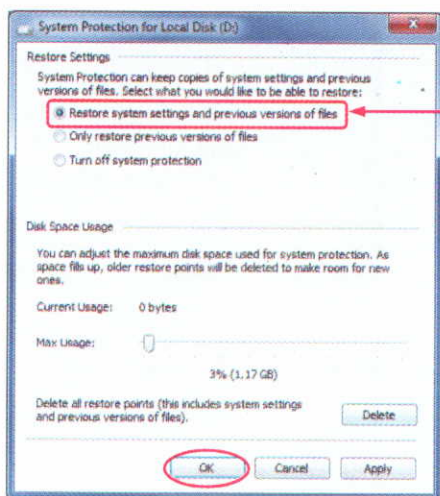 System Protection for Local Disk (D:)
Restore Settings
System Protection can keep copies of system settings and previous
versions of files. Select what you would like to be able to restore:
Restore system settings and previous versions of files
Only restore previous versions of files
Turn off system protection
Disk Space Usage
You can adjust the maximum disk space used for system protection. As
space fills up, older restore points will be deleted to make room for new
ones.
Current Usage: 0 bytes
Max Usage:
3% (1.17 GB)
Delete all restore points (this includes system settings
and previous versions of files).
Delete
OK Cancel Apply